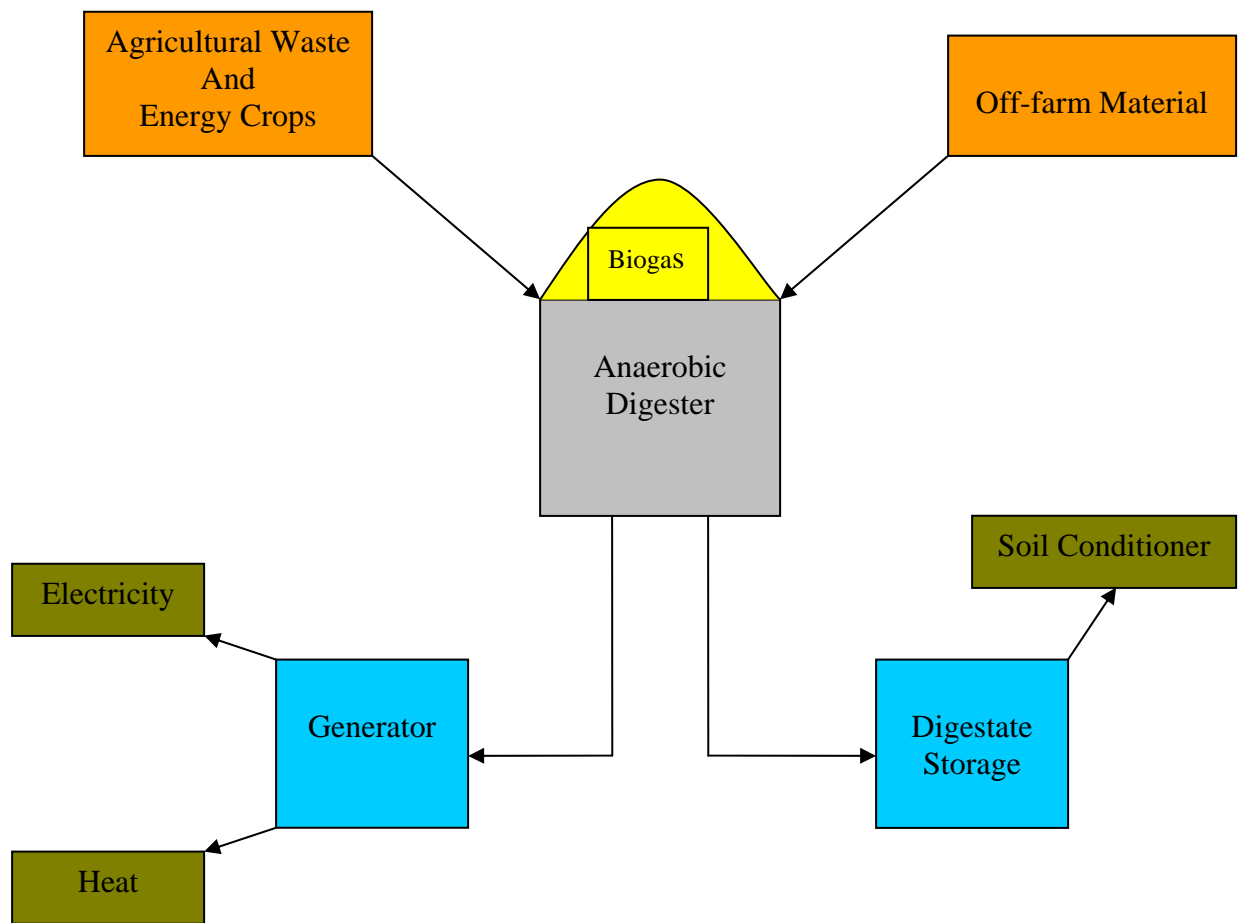 Agricultural Waste
And
Energy Crops
Off-farm Material
Biogas
Anaerobic
Digester
Soil Conditioner
Electricity
Generator
Digestate
Storage
Heat